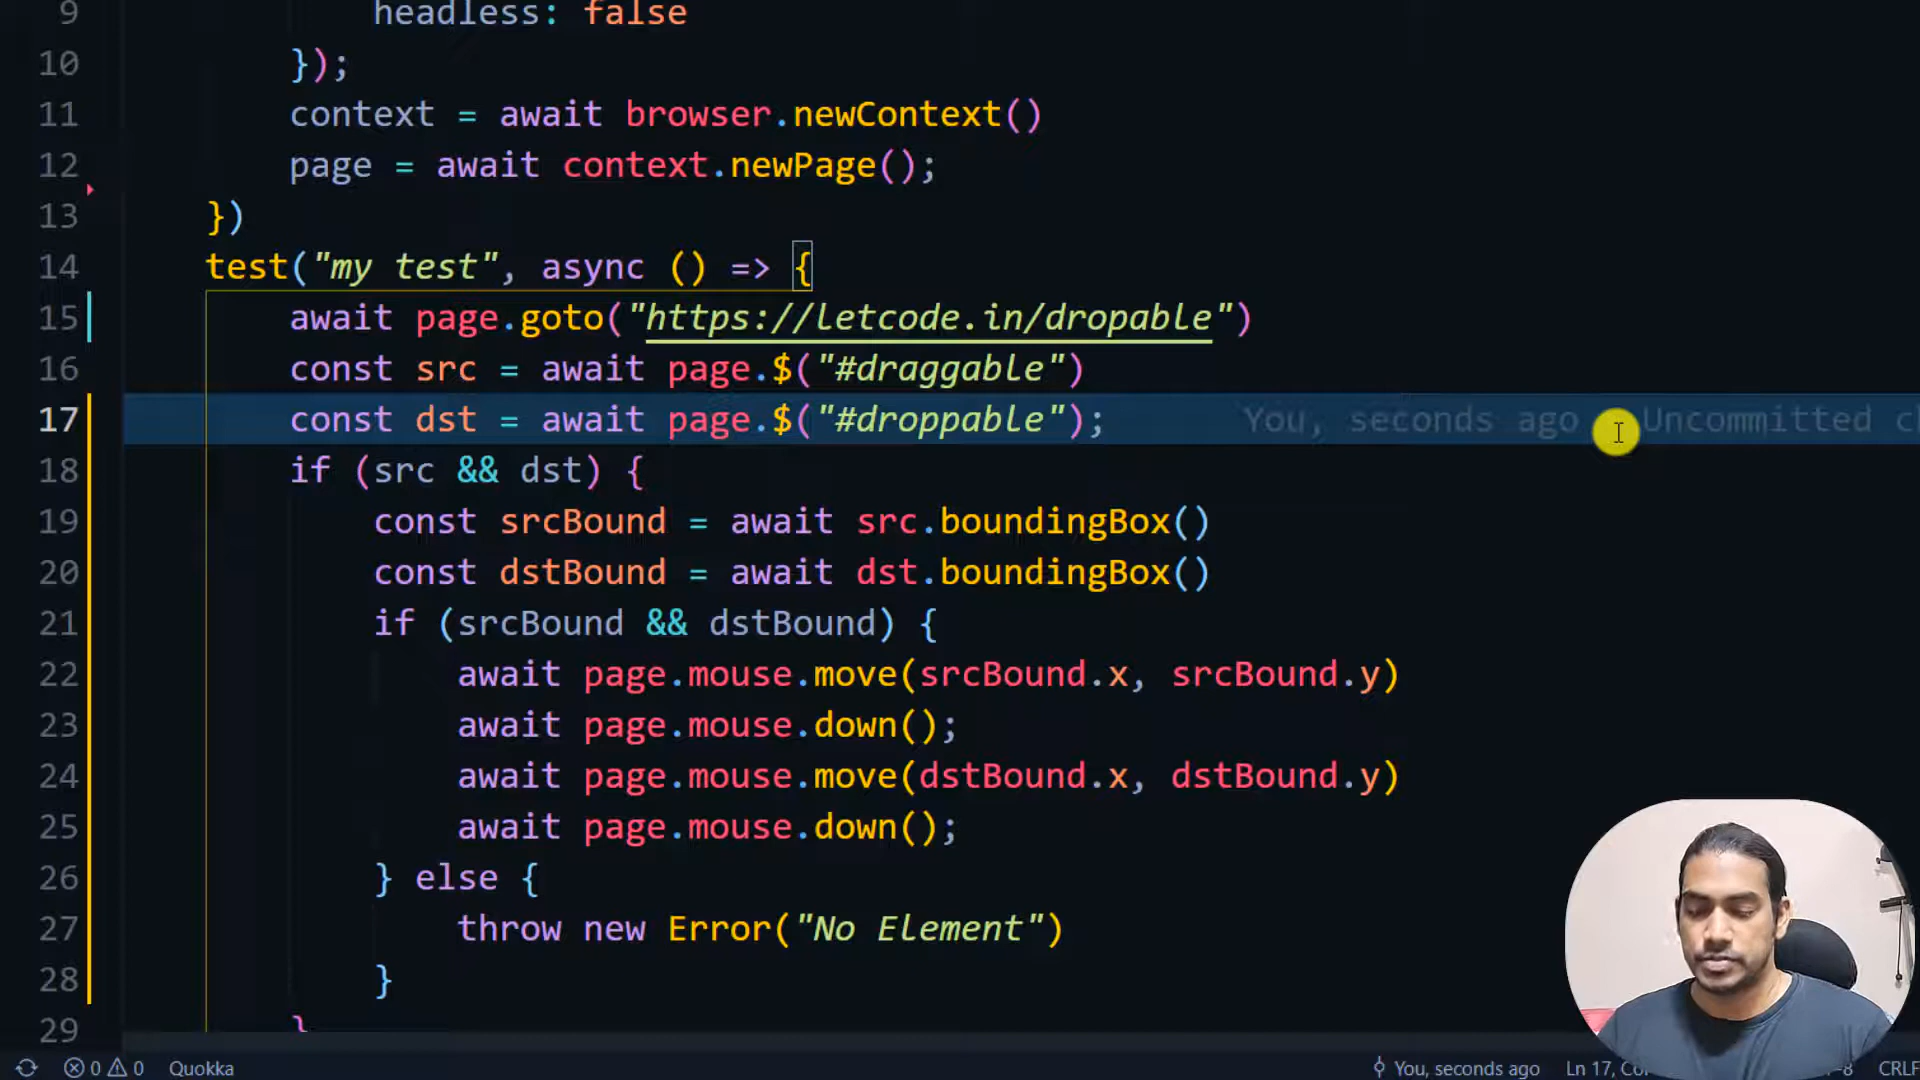 9 headless: false
10 });
11 context = await browser.newContext()
12 page = await context.newPage();
13 })
14 test("my test", async () => {
15 await page.goto("https://letcode.in/dropable")
16 const src = await page.$("#draggable")
17 const dst = await page.$("#droppable"); You, seconds ago Uncommitted
18 if (src && dst) {
19 const srcBound = await src.boundingBox()
20 const dstBound = await dst.boundingBox()
21 if (srcBound && dstBound) {
22 await page.mouse.move(srcBound.x, srcBound.y)
23 await page.mouse.down();
24 await page.mouse.move(dstBound.x, dstBound.y)
25 await page.mouse.down();
26 } else {
27 throw new Error("No Element")
28 }
29 }
0 0 Quokka You, seconds ago Ln 17, CRLF